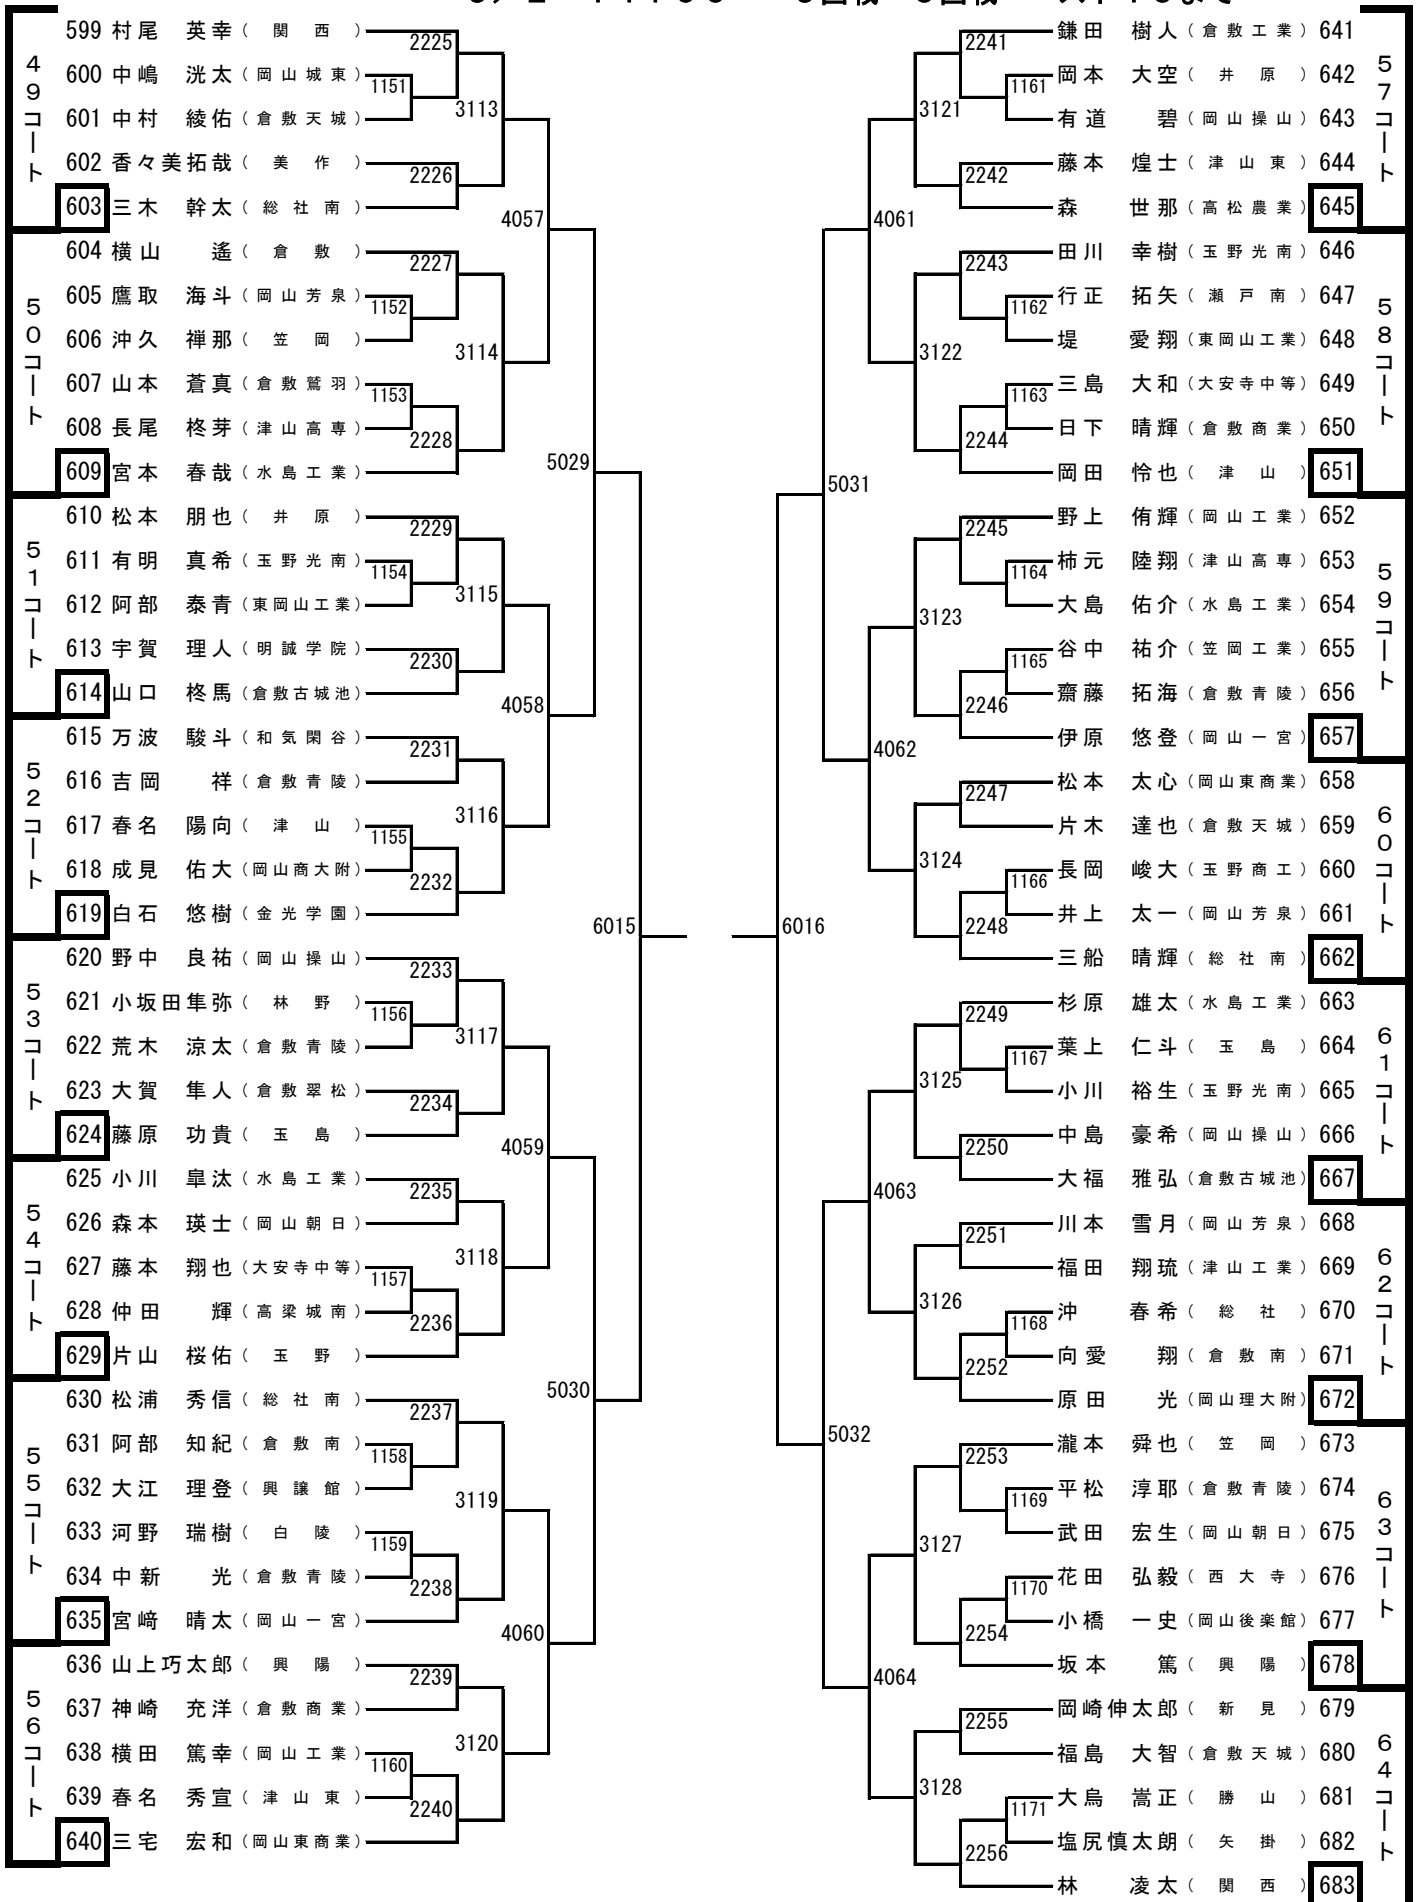 49コート
599 村尾 英幸 (関西)
600 中嶋 洸太 (岡山城東)
601 中村 綾佑 (倉敷天城)
602 香々美拓哉 (美作)
603 三木 幹太 (総社南)
2225
1151
3113
2226
4057
50コート
604 横山 遙 (倉敷)
605 鷹取 海斗 (岡山芳泉)
606 沖久 禅那 (笠岡)
607 山本 蒼真 (倉敷鷲羽)
608 長尾 柊芽 (津山高専)
609 宮本 春哉 (水島工業)
2227
1152
3114
1153
2228
5029
51コート
610 松本 朋也 (井原)
611 有明 真希 (玉野光南)
612 阿部 泰青 (東岡山工業)
613 宇賀 理人 (明誠学院)
614 山口 柊馬 (倉敷古城池)
2229
1154
3115
2230
4058
52コート
615 万波 駿斗 (和気閑谷)
616 吉岡 祥 (倉敷青陵)
617 春名 陽向 (津山)
618 成見 佑大 (岡山商大附)
619 白石 悠樹 (金光学園)
2231
3116
1155
2232
6015
53コート
620 野中 良祐 (岡山操山)
621 小坂田隼弥 (林野)
622 荒木 涼太 (倉敷青陵)
623 大賀 隼人 (倉敷翠松)
624 藤原 功貴 (玉島)
2233
1156
3117
2234
4059
54コート
625 小川 皐汰 (水島工業)
626 森本 瑛士 (岡山朝日)
627 藤本 翔也 (大安寺中等)
628 仲田 輝 (高梁城南)
629 片山 桜佑 (玉野)
2235
3118
1157
2236
5030
55コート
630 松浦 秀信 (総社南)
631 阿部 知紀 (倉敷南)
632 大江 理登 (興譲館)
633 河野 瑞樹 (白陵)
634 中新 光 (倉敷青陵)
635 宮﨑 晴太 (岡山一宮)
2237
1158
3119
1159
2238
4060
56コート
636 山上巧太郎 (興陽)
637 神崎 充洋 (倉敷商業)
638 横田 篤幸 (岡山工業)
639 春名 秀宣 (津山東)
640 三宅 宏和 (岡山東商業)
2239
3120
1160
2240
57コート
鎌田 樹人 (倉敷工業) 641
岡本 大空 (井原) 642
有道 碧 (岡山操山) 643
藤本 煌士 (津山東) 644
森 世那 (高松農業) 645
2241
1161
3121
2242
4061
58コート
田川 幸樹 (玉野光南) 646
行正 拓矢 (瀬戸南) 647
堤 愛翔 (東岡山工業) 648
三島 大和 (大安寺中等) 649
日下 晴輝 (倉敷商業) 650
岡田 怜也 (津山) 651
2243
1162
3122
1163
2244
5031
59コート
野上 侑輝 (岡山工業) 652
柿元 陸翔 (津山高専) 653
大島 佑介 (水島工業) 654
谷中 祐介 (笠岡工業) 655
齋藤 拓海 (倉敷青陵) 656
伊原 悠登 (岡山一宮) 657
2245
1164
3123
1165
2246
4062
60コート
松本 太心 (岡山東商業) 658
片木 達也 (倉敷天城) 659
長岡 峻大 (玉野商工) 660
井上 太一 (岡山芳泉) 661
三船 晴輝 (総社南) 662
2247
3124
1166
2248
6016
61コート
杉原 雄太 (水島工業) 663
葉上 仁斗 (玉島) 664
小川 裕生 (玉野光南) 665
中島 豪希 (岡山操山) 666
大福 雅弘 (倉敷古城池) 667
2249
1167
3125
2250
4063
62コート
川本 雪月 (岡山芳泉) 668
福田 翔琉 (津山工業) 669
沖 春希 (総社) 670
向愛 翔 (倉敷南) 671
原田 光 (岡山理大附) 672
2251
3126
1168
2252
5032
63コート
瀧本 舜也 (笠岡) 673
平松 淳耶 (倉敷青陵) 674
武田 宏生 (岡山朝日) 675
花田 弘毅 (西大寺) 676
小橋 一史 (岡山後楽館) 677
坂本 篤 (興陽) 678
2253
1169
3127
1170
2254
4064
64コート
岡崎伸太郎 (新見) 679
福島 大智 (倉敷天城) 680
大鳥 嵩正 (勝山) 681
塩尻慎太朗 (矢掛) 682
林 凌太 (関西) 683
2255
3128
1171
2256